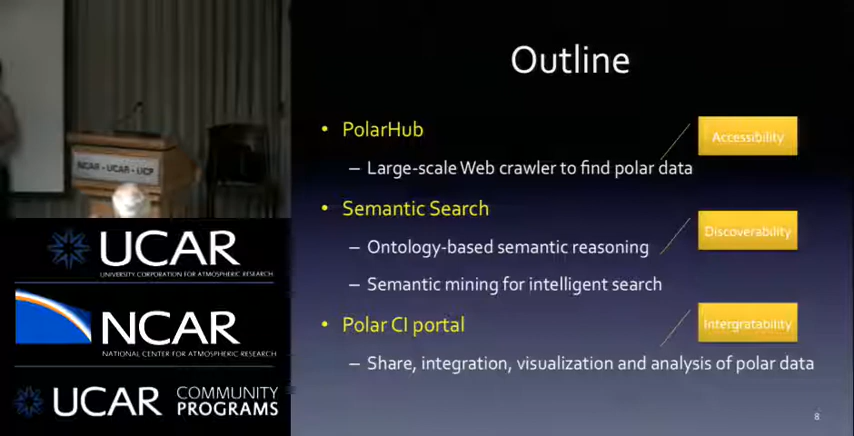 Outline
• PolarHub
– Large-scale Web crawler to find polar data
Accessibility
• Semantic Search
– Ontology-based semantic reasoning
– Semantic mining for intelligent search
Discoverability
• Polar CI portal
– Share, integration, visualization and analysis of polar data
Intergratability
8
NCAR - UCAR - UCP
UCAR
UNIVERSITY CORPORATION FOR ATMOSPHERIC RESEARCH
NCAR
NATIONAL CENTER FOR ATMOSPHERIC RESEARCH
UCAR COMMUNITY
PROGRAMS